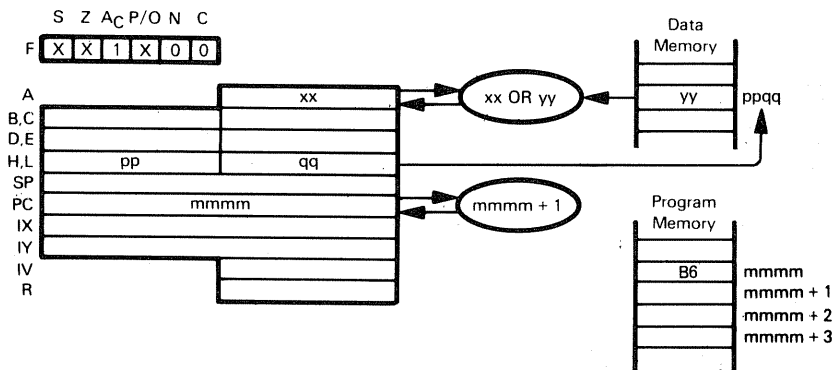 S Z AC P/O N C
F X X 1 X 0 0
Data
Memory
A xx
xx OR yy
yy ppqq
B,C
D,E
H,L pp qq
SP
PC mmmm
mmmm + 1
IX
IY
IV
R
Program
Memory
B6 mmmm
mmmm + 1
mmmm + 2
mmmm + 3